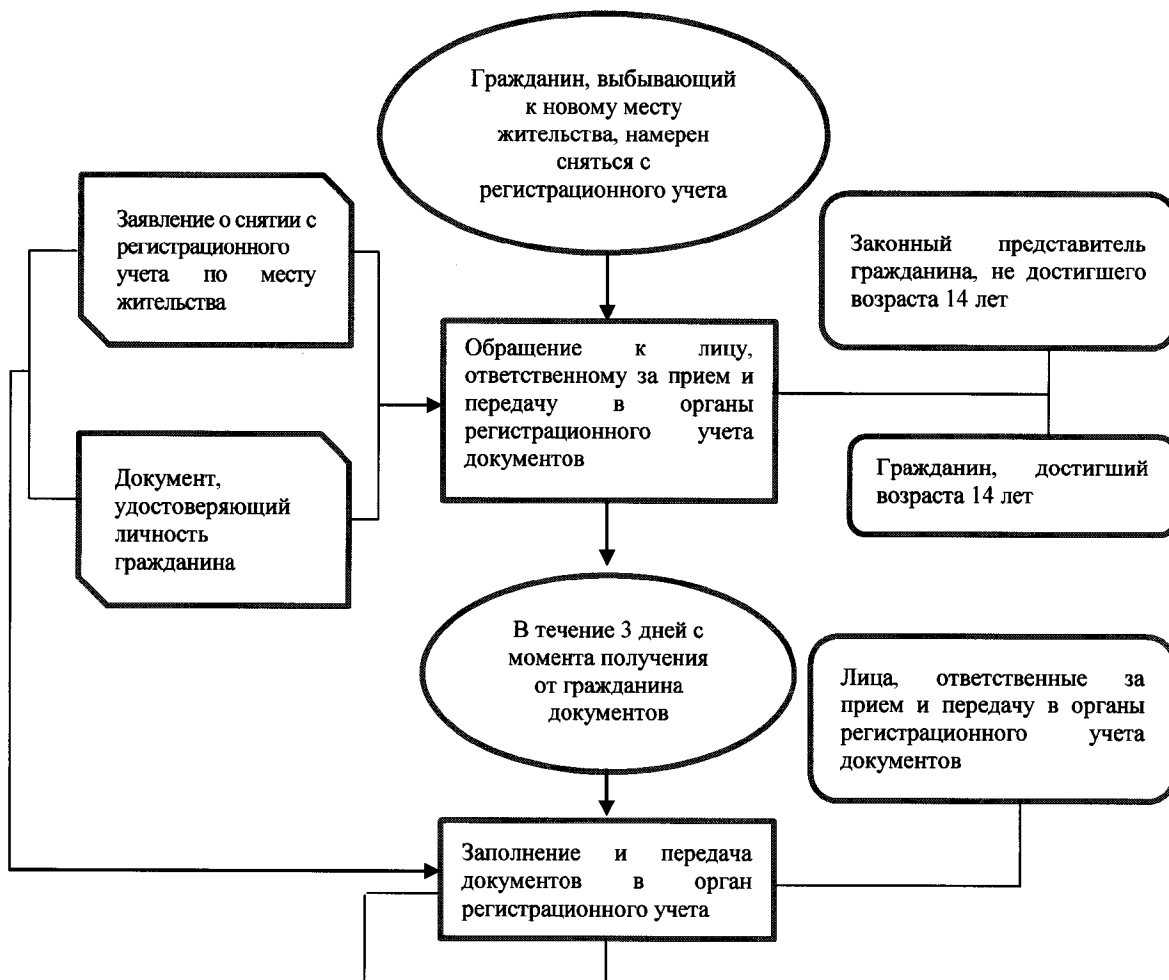 Гражданин, выбывающий
к новому месту
жительства, намерен
сняться с
регистрационного учета
Заявление о снятии с
регистрационного
учета по месту
жительства
Законный представитель
гражданина, не достигшего
возраста 14 лет
Обращение к лицу,
ответственному за прием и
передачу в органы
регистрационного учета
документов
Документ,
удостоверяющий
личность
гражданина
Гражданин, достигший
возраста 14 лет
В течение 3 дней с
момента получения
от гражданина
документов
Лица, ответственные за
прием и передачу в органы
регистрационного учета
документов
Заполнение и передача
документов в орган
регистрационного учета